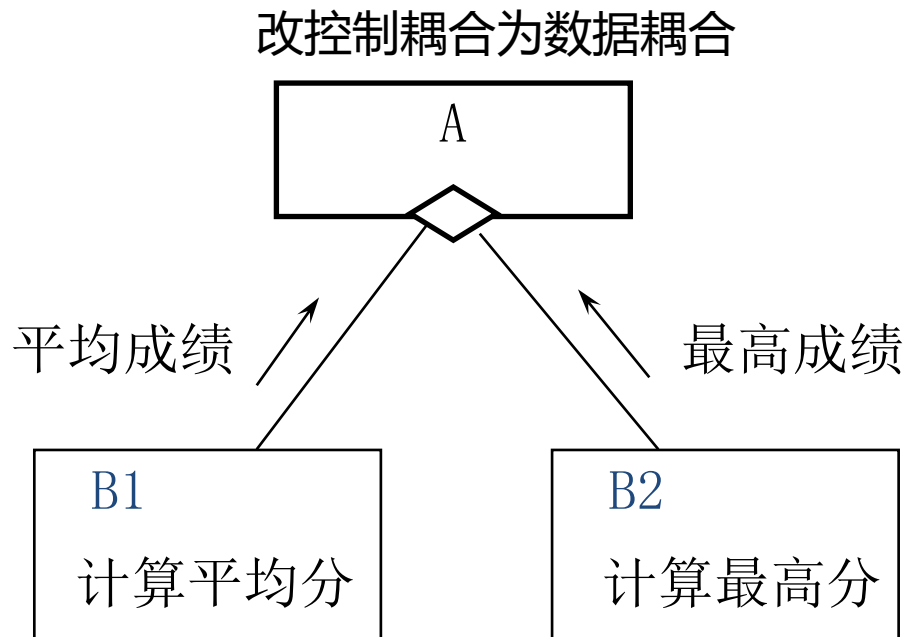 改控制耦合为数据耦合
A
平均成绩
最高成绩
B1
计算平均分
B2
计算最高分